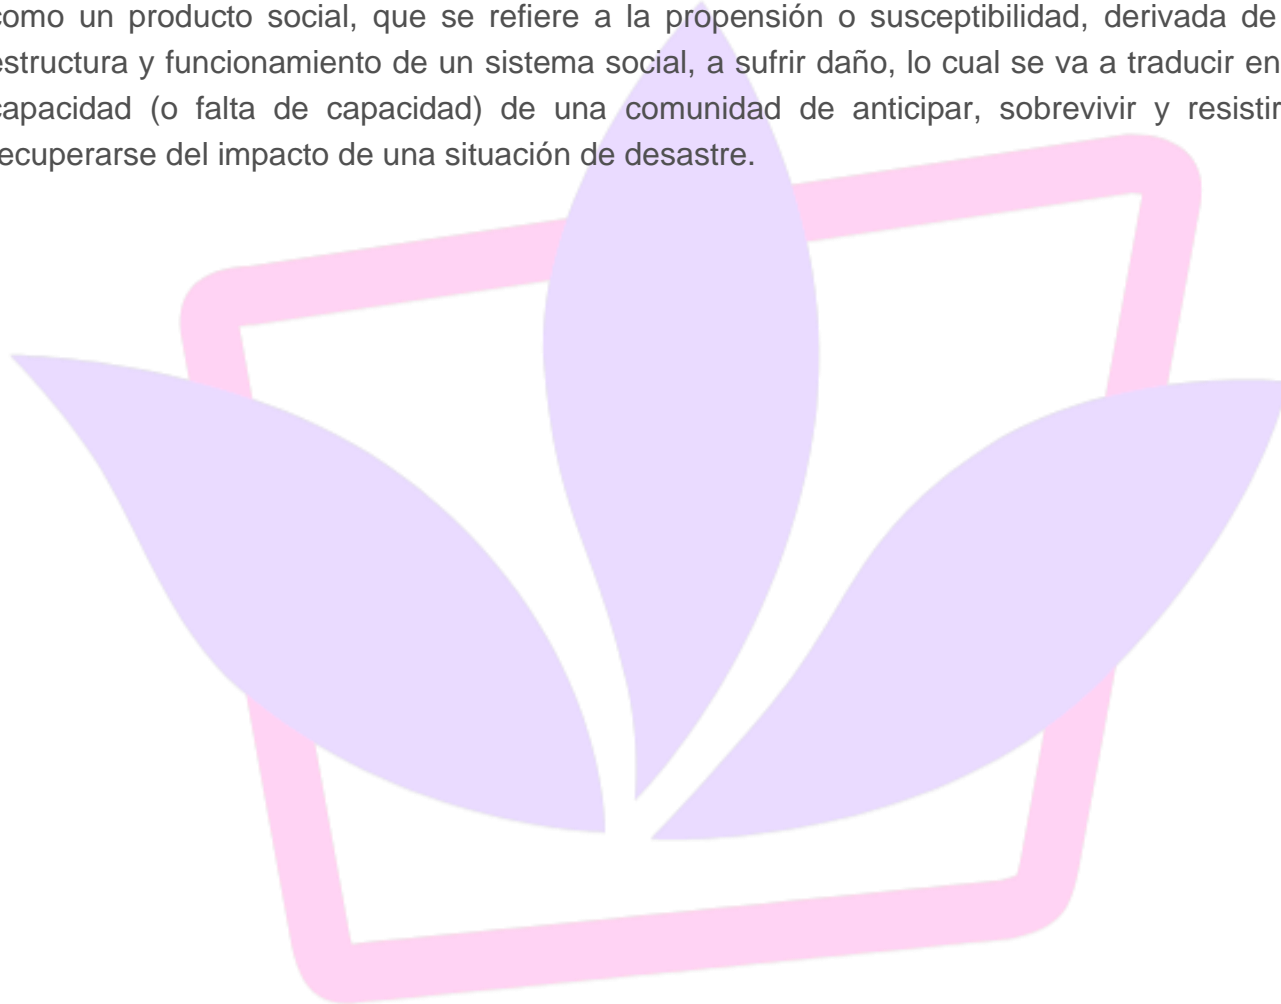 como un producto social, que se refiere a la propensión o susceptibilidad, derivada de
estructura y funcionamiento de un sistema social, a sufrir daño, lo cual se va a traducir en
capacidad (o falta de capacidad) de una comunidad de anticipar, sobrevivir y resistir
recuperarse del impacto de una situación de desastre.